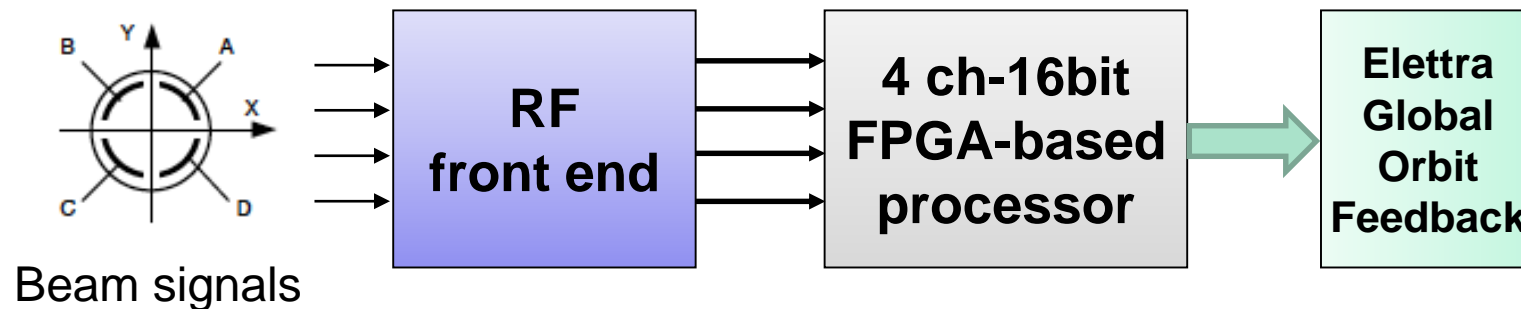 B
Y
A
X
C
D
Beam signals
RF
front end
4 ch-16bit
FPGA-based
processor
Elettra
Global
Orbit
Feedback